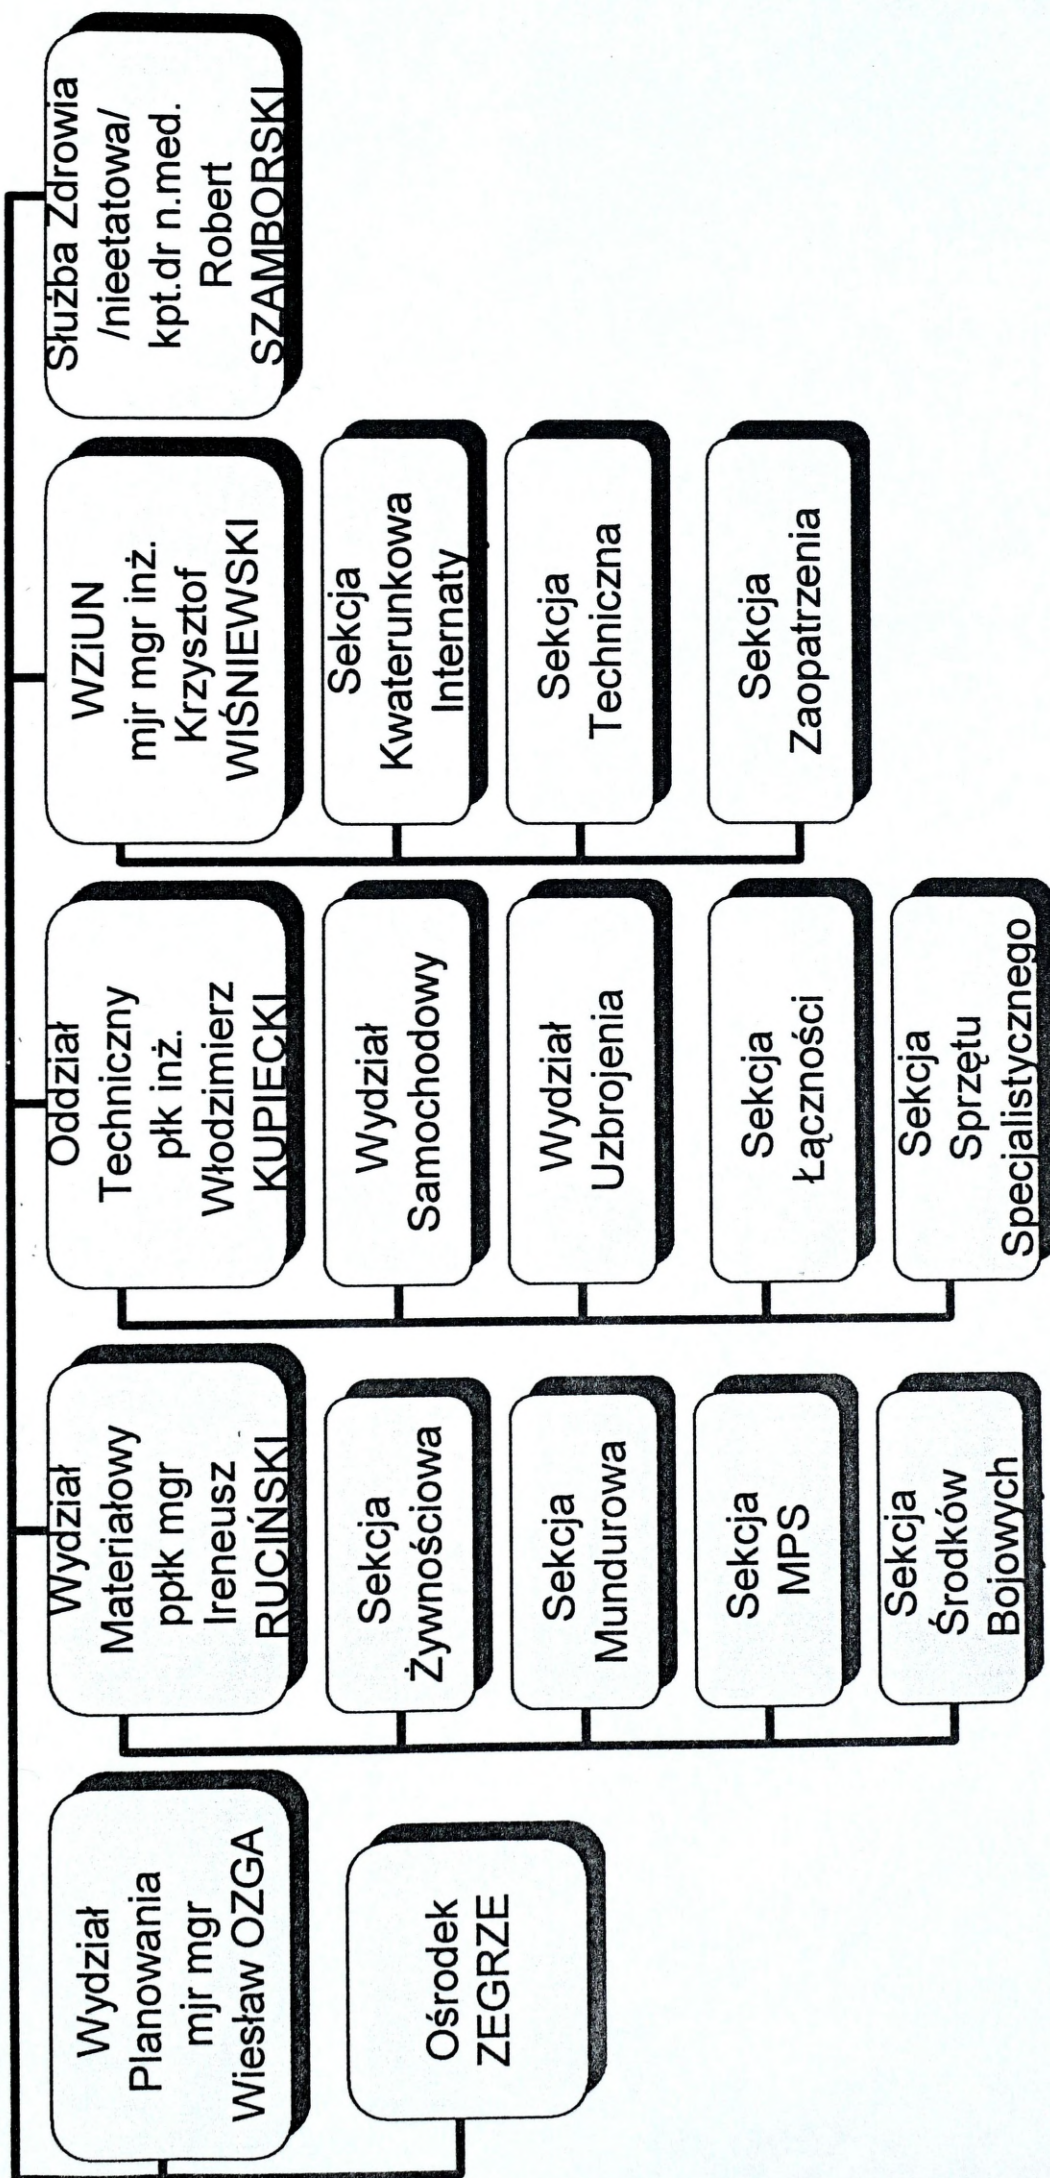 Wydział
Planowania
mjr mgr
Wiesław OZGA
Ośrodek
ZEGRZE
Wydział
Materiałowy
ppłk mgr
Ireneusz
RUCIŃSKI
Sekcja
Żywnościowa
Sekcja
Mundurowa
Sekcja
MPS
Sekcja
Środków
Bojowych
Oddział
Techniczny
płk inż.
Włodzimierz
KUPIECKI
Wydział
Samochodowy
Wydział
Uzbrojenia
Sekcja
Łączności
Sekcja
Sprzętu
Specjalistycznego
WZiUN
mjr mgr inż.
Krzysztof
WIŚNIEWSKI
Sekcja
Kwaterunkowa
Internaty
Sekcja
Techniczna
Sekcja
Zaopatrzenia
Służba Zdrowia
/nieetatowa/
kpt.dr n.med.
Robert
SZAMBORSKI